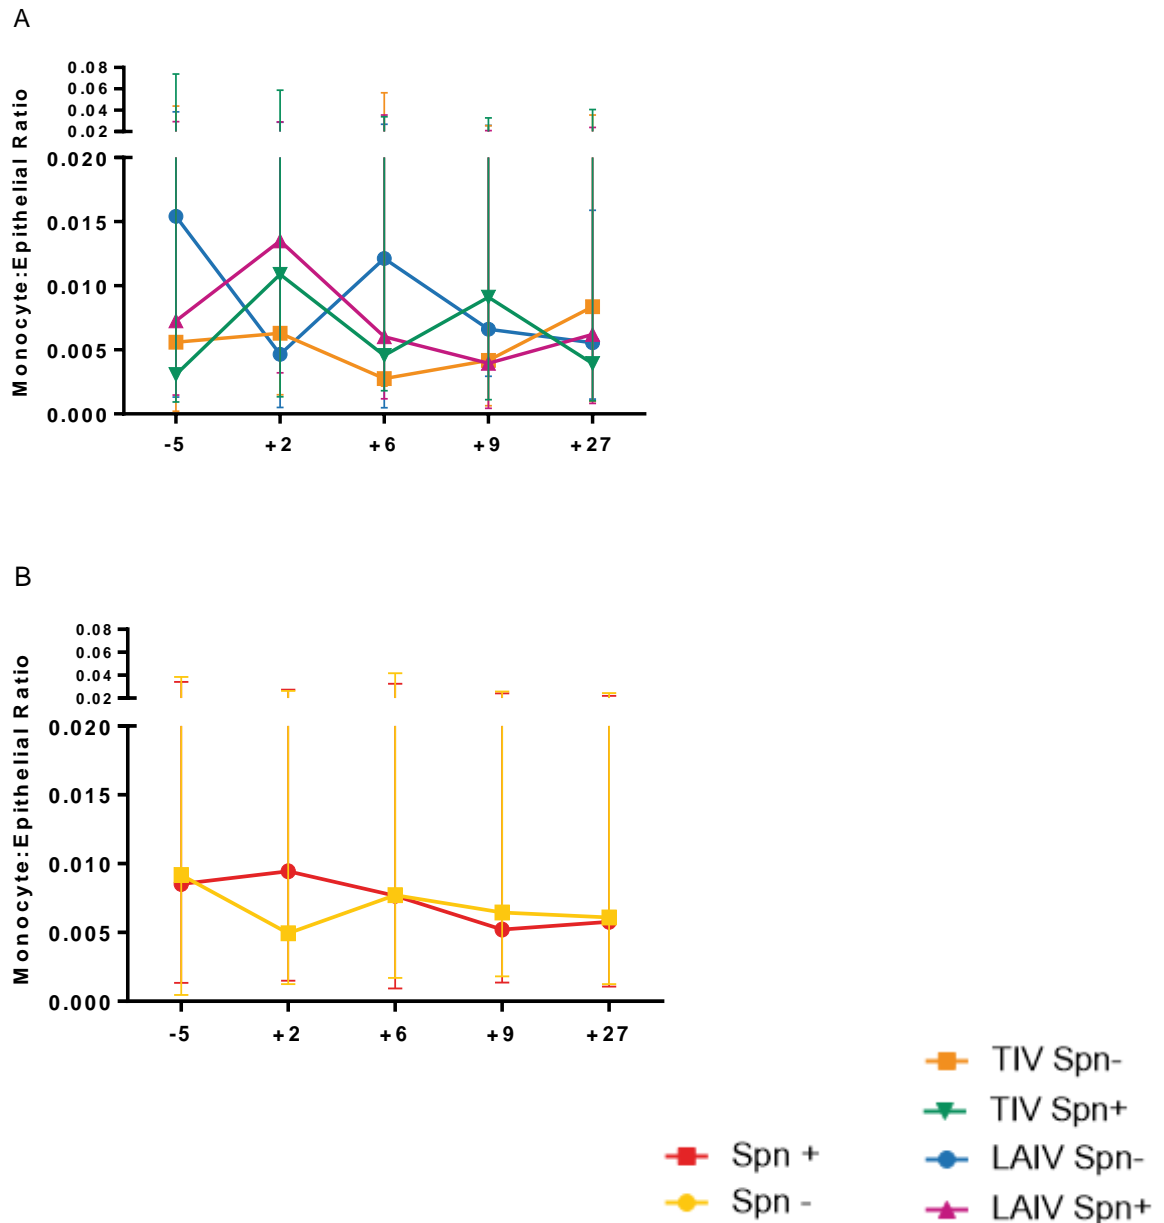 A
Monocyte:Epithelial Ratio
0.08
0.06
0.04
0.02
0.020
0.015
0.010
0.005
0.000
-5 +2 +6 +9 +27
B
Monocyte:Epithelial Ratio
0.08
0.06
0.04
0.02
0.020
0.015
0.010
0.005
0.000
-5 +2 +6 +9 +27
Spn +
Spn -
TIV Spn-
TIV Spn+
LAIV Spn-
LAIV Spn+